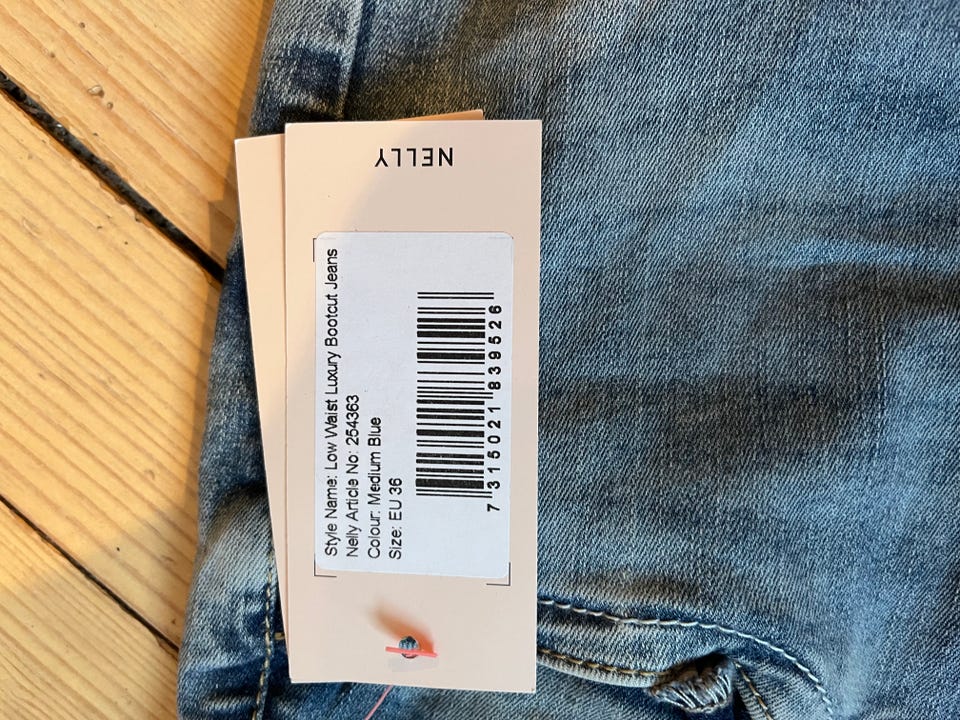 NELLY
Style Name: Low Waist Luxury Bootcut Jeans
Nelly Article No: 254363
Colour: Medium Blue
Size: EU 36
7 315021 839526